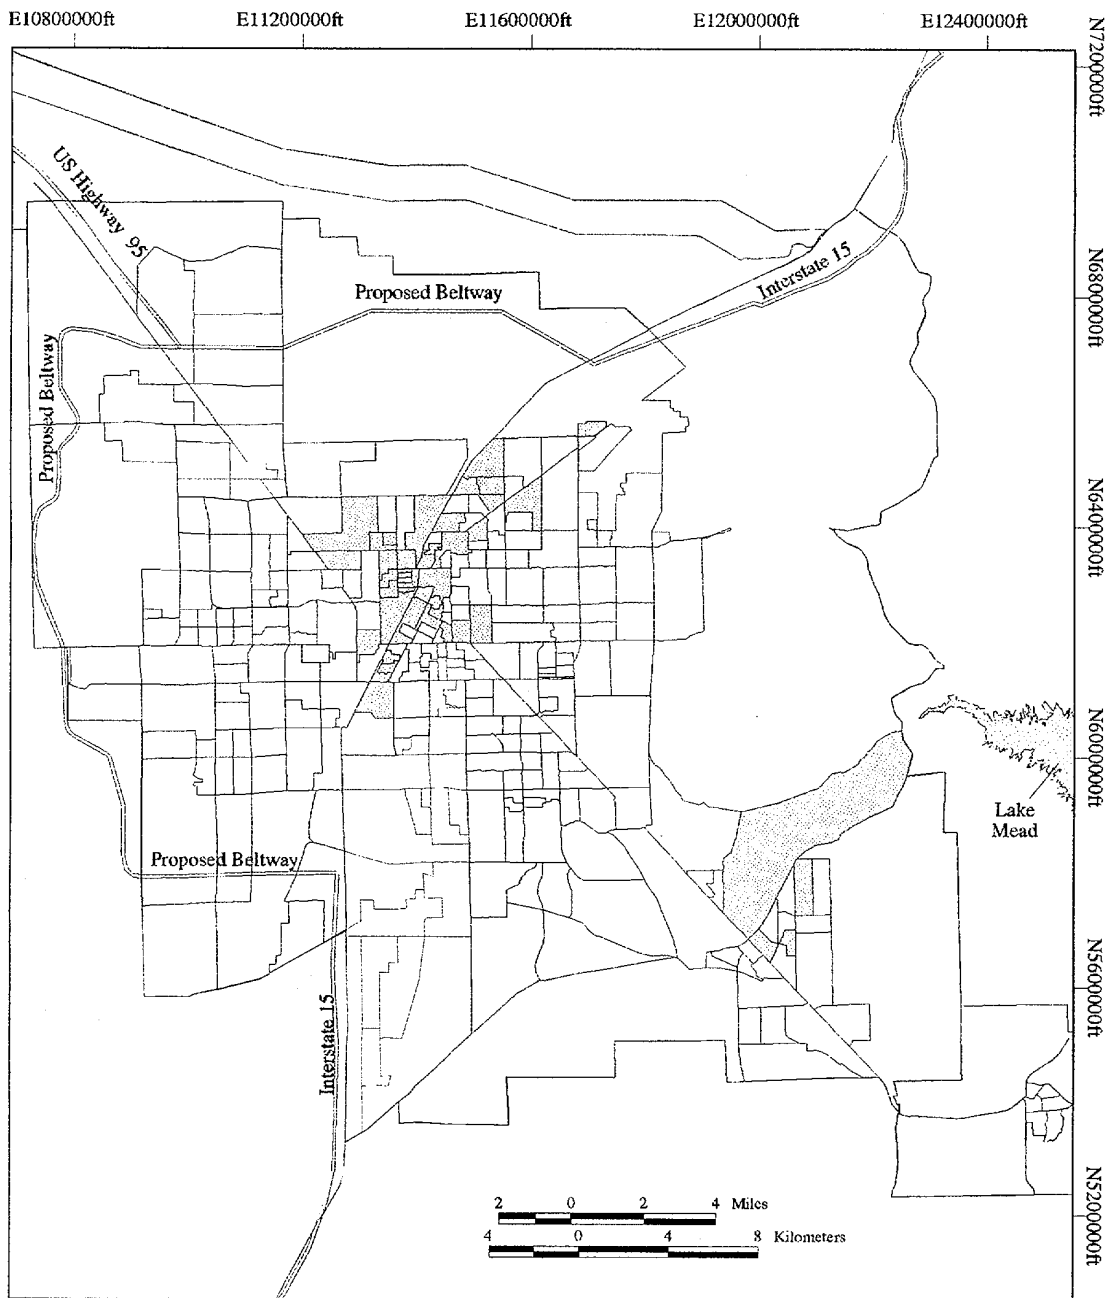 E10800000ft E11200000ft E11600000ft E12000000ft E12400000ft
N7200000ft
US Highway 95
Interstate 15
N6800000ft
Proposed Beltway
Proposed Beltway
N6400000ft
N6000000ft
Lake
Mead
Proposed Beltway
N5600000ft
Interstate 15
N5200000ft
2 0 2 4 Miles
4 0 4 8 Kilometers